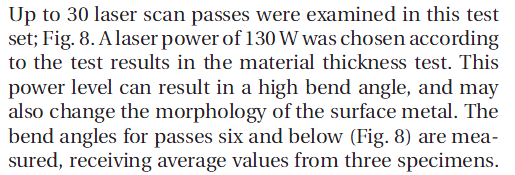 Up to 30 laser scan passes were examined in this test
set; Fig. 8. A laser power of 130 W was chosen according
to the test results in the material thickness test. This
power level can result in a high bend angle, and may
also change the morphology of the surface metal. The
bend angles for passes six and below (Fig. 8) are mea-
sured, receiving average values from three specimens.